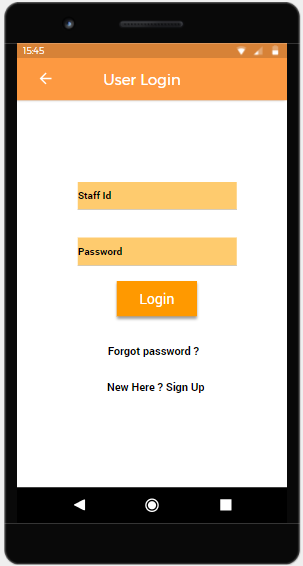 15:45
User Login
Staff Id
Password
Login
Forgot password ?
New Here ? Sign Up